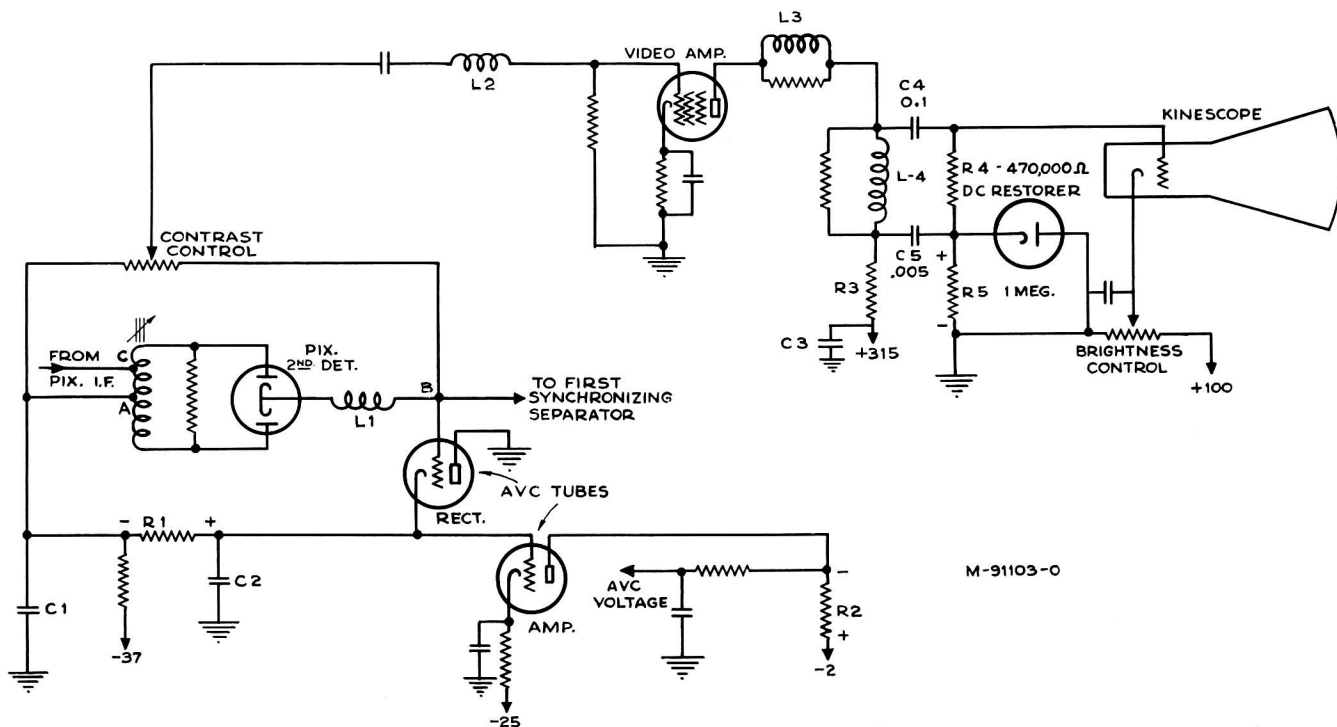 L3
VIDEO AMP.
L2
C4
0.1
KINESCOPE
L-4
R4-470,000Ω
DC RESTORER
CONTRAST
CONTROL
C5
.005
+
R3
R5
1 MEG.
-
C3
+315
BRIGHTNESS
CONTROL
+100
FROM
PIX. I.F.
C
A
PIX.
2ND. DET.
L1
B
TO FIRST
SYNCHRONIZING
SEPARATOR
AVC TUBES
RECT.
- R1 +
C1
C2
-37
AMP.
-25
AVC
VOLTAGE
-
R2
+
-2
M-91103-0